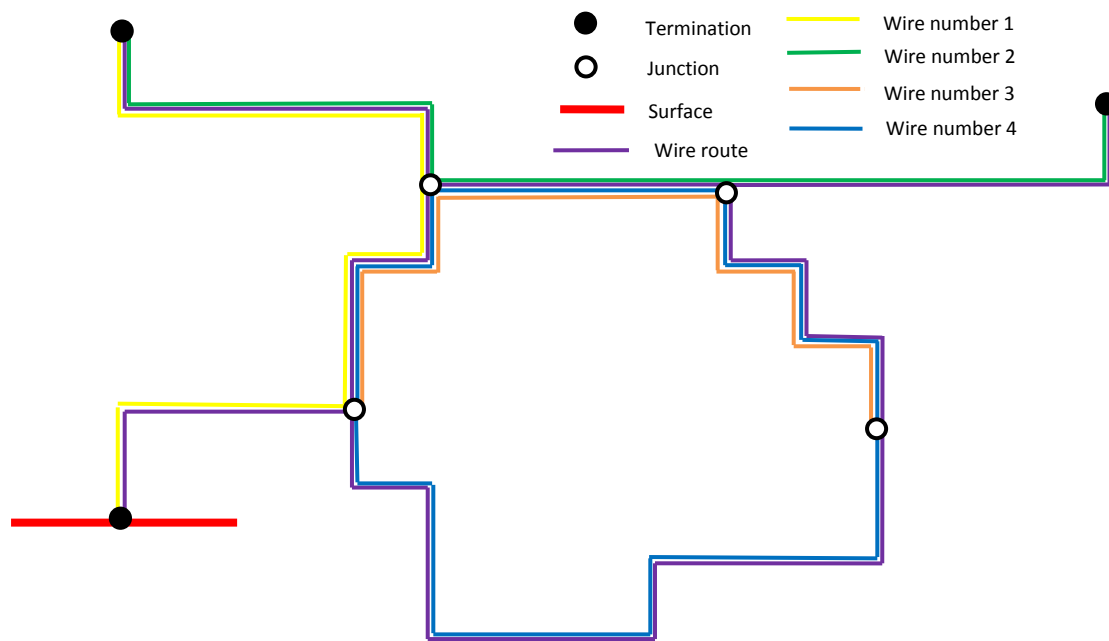 Termination
Junction
Surface
Wire route
Wire number 1
Wire number 2
Wire number 3
Wire number 4